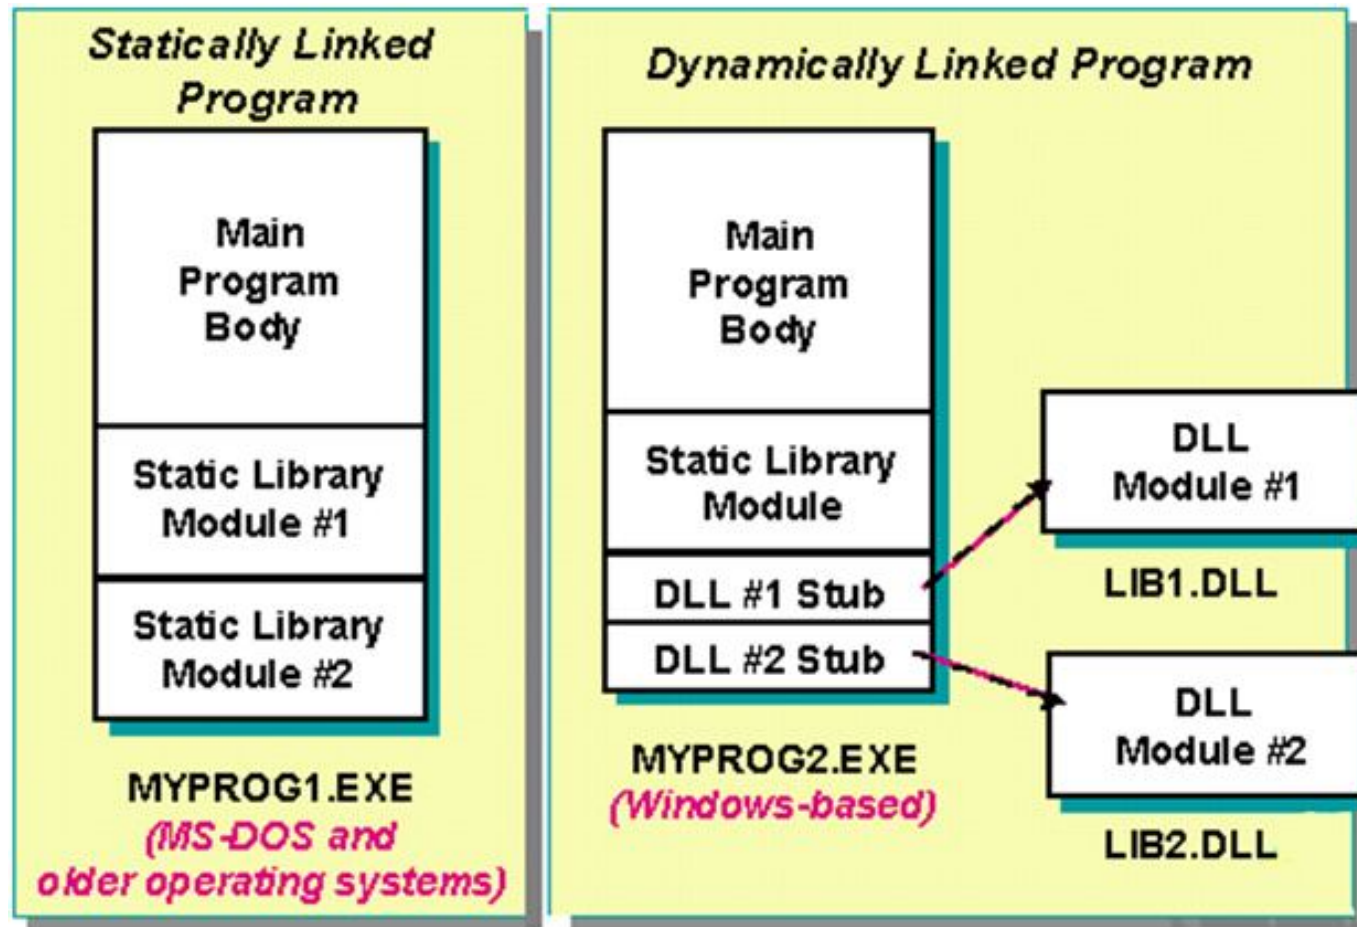 Statically Linked
Program
Main
Program
Body
Static Library
Module #1
Static Library
Module #2
MYPROG1.EXE
(MS-DOS and
older operating systems)
Dynamically Linked Program
Main
Program
Body
Static Library
Module
DLL #1 Stub
DLL #2 Stub
MYPROG2.EXE
(Windows-based)
DLL
Module #1
LIB1.DLL
DLL
Module #2
LIB2.DLL